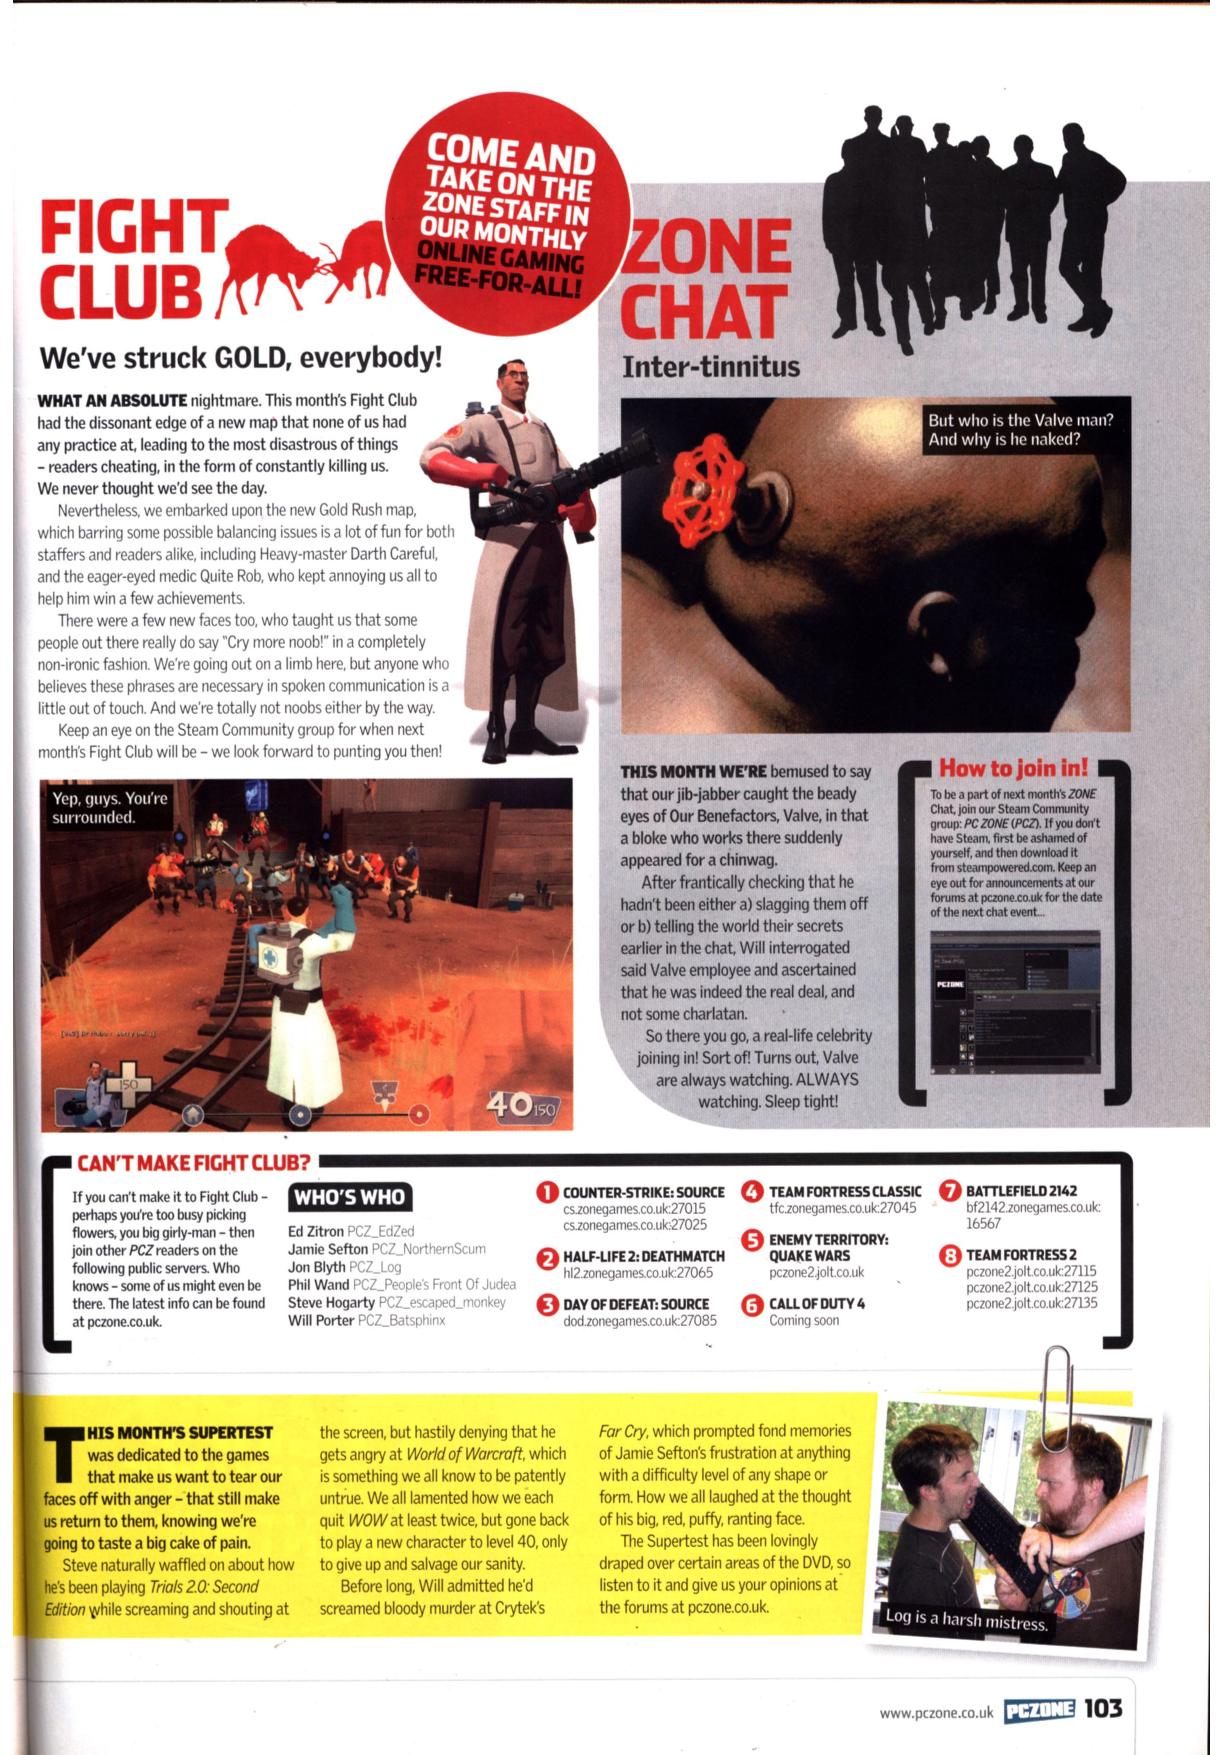 COME AND
TAKE ON THE
ZONE STAFF IN
OUR MONTHLY
ONLINE GAMING
FREE-FOR-ALL!
FIGHT
CLUB
We've struck GOLD, everybody!
WHAT AN ABSOLUTE nightmare. This month's Fight Club
had the dissonant edge of a new map that none of us had
any practice at, leading to the most disastrous of things
– readers cheating, in the form of constantly killing us.
We never thought we'd see the day.
Nevertheless, we embarked upon the new Gold Rush map,
which barring some possible balancing issues is a lot of fun for both
staffers and readers alike, including Heavy-master Darth Careful,
and the eager-eyed medic Quite Rob, who kept annoying us all to
help him win a few achievements.
There were a few new faces too, who taught us that some
people out there really do say "Cry more noob!" in a completely
non-ironic fashion. We're going out on a limb here, but anyone who
believes these phrases are necessary in spoken communication is a
little out of touch. And we're totally not noobs either by the way.
Keep an eye on the Steam Community group for when next
month's Fight Club will be – we look forward to punting you then!
Yep, guys. You're
surrounded.
150
40 150
ZONE
CHAT
Inter-tinnitus
But who is the Valve man?
And why is he naked?
THIS MONTH WE'RE bemused to say
that our jib-jabber caught the beady
eyes of Our Benefactors, Valve, in that
a bloke who works there suddenly
appeared for a chinwag.
After frantically checking that he
hadn't been either a) slagging them off
or b) telling the world their secrets
earlier in the chat, Will interrogated
said Valve employee and ascertained
that he was indeed the real deal, and
not some charlatan.
So there you go, a real-life celebrity
joining in! Sort of! Turns out, Valve
are always watching. ALWAYS
watching. Sleep tight!
How to join in!
To be a part of next month's ZONE
Chat, join our Steam Community
group: PC ZONE (PCZ). If you don't
have Steam, first be ashamed of
yourself, and then download it
from steampowered.com. Keep an
eye out for announcements at our
forums at pczone.co.uk for the date
of the next chat event...
PCZONE
CAN'T MAKE FIGHT CLUB?
If you can't make it to Fight Club –
perhaps you're too busy picking
flowers, you big girly-man – then
join other PCZ readers on the
following public servers. Who
knows – some of us might even be
there. The latest info can be found
at pczone.co.uk.
WHO'S WHO
Ed Zitron PCZ_EdZed
Jamie Sefton PCZ_NorthernScum
Jon Blyth PCZ_Log
Phil Wand PCZ_People's Front Of Judea
Steve Hogarty PCZ_escaped_monkey
Will Porter PCZ_Batsphinx
1 COUNTER-STRIKE: SOURCE
cs.zonegames.co.uk:27015
cs.zonegames.co.uk:27025
2 HALF-LIFE 2: DEATHMATCH
hl2.zonegames.co.uk:27065
3 DAY OF DEFEAT: SOURCE
dod.zonegames.co.uk:27085
4 TEAM FORTRESS CLASSIC
tfc.zonegames.co.uk:27045
5 ENEMY TERRITORY:
QUAKE WARS
pczone2.jolt.co.uk
6 CALL OF DUTY 4
Coming soon
7 BATTLEFIELD 2142
bf2142.zonegames.co.uk:
16567
8 TEAM FORTRESS 2
pczone2.jolt.co.uk:27115
pczone2.jolt.co.uk:27125
pczone2.jolt.co.uk:27135
THIS MONTH'S SUPERTEST
was dedicated to the games
that make us want to tear our
faces off with anger – that still make
us return to them, knowing we're
going to taste a big cake of pain.
Steve naturally waffled on about how
he's been playing Trials 2.0: Second
Edition while screaming and shouting at
the screen, but hastily denying that he
gets angry at World of Warcraft, which
is something we all know to be patently
untrue. We all lamented how we each
quit WOW at least twice, but gone back
to play a new character to level 40, only
to give up and salvage our sanity.
Before long, Will admitted he'd
screamed bloody murder at Crytek's
Far Cry, which prompted fond memories
of Jamie Sefton's frustration at anything
with a difficulty level of any shape or
form. How we all laughed at the thought
of his big, red, puffy, ranting face.
The Supertest has been lovingly
draped over certain areas of the DVD, so
listen to it and give us your opinions at
the forums at pczone.co.uk.
Log is a harsh mistress.
www.pczone.co.uk PCZONE 103